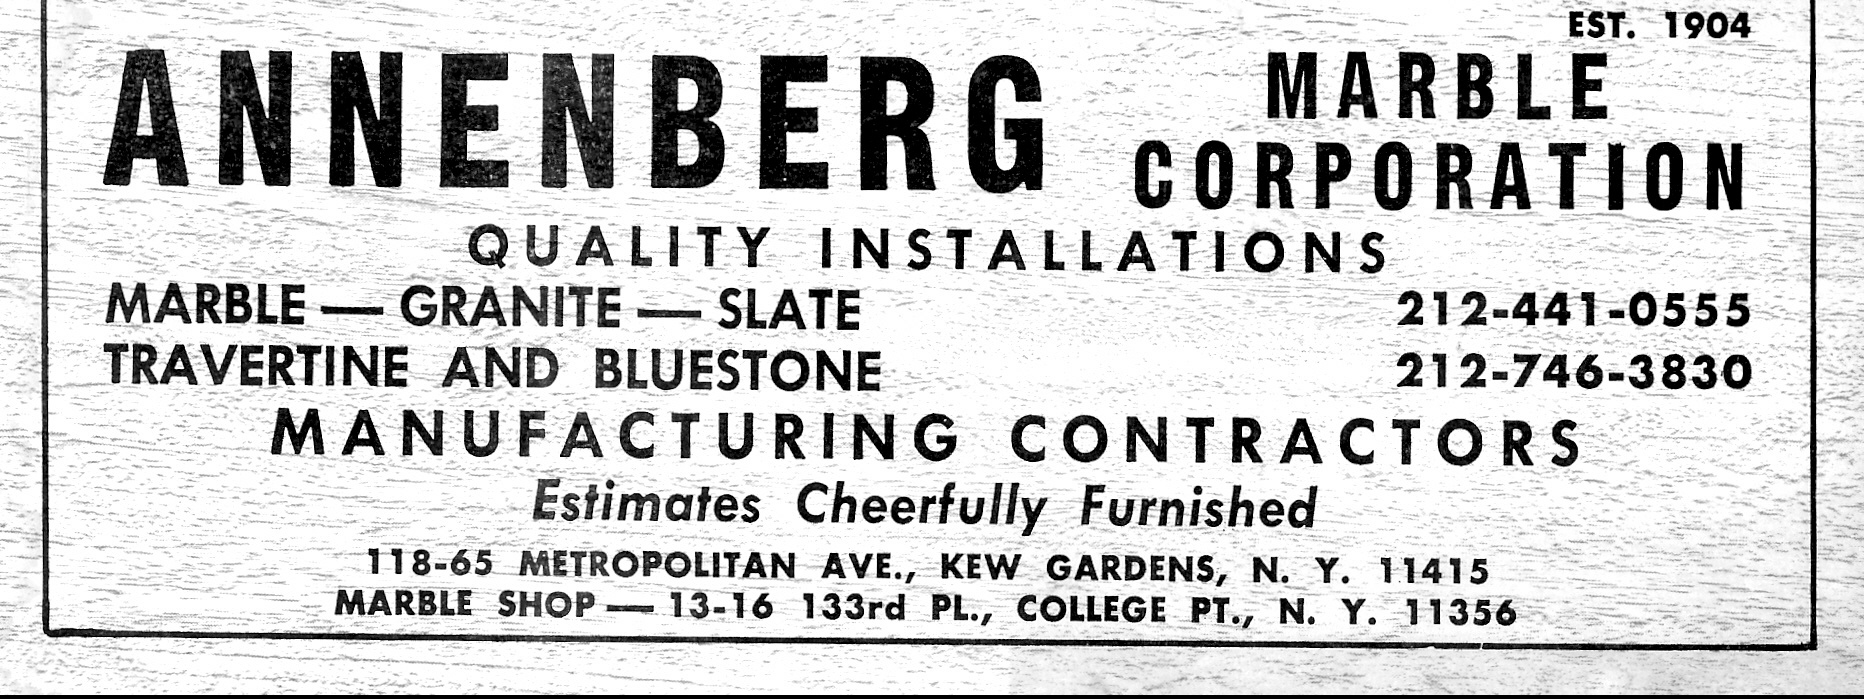 EST. 1904
ANNENBERG MARBLE CORPORATION
QUALITY INSTALLATIONS
MARBLE — GRANITE — SLATE 212-441-0555
TRAVERTINE AND BLUESTONE 212-746-3830
MANUFACTURING CONTRACTORS
Estimates Cheerfully Furnished
118-65 METROPOLITAN AVE., KEW GARDENS, N. Y. 11415
MARBLE SHOP — 13-16 133rd PL., COLLEGE PT., N. Y. 11356